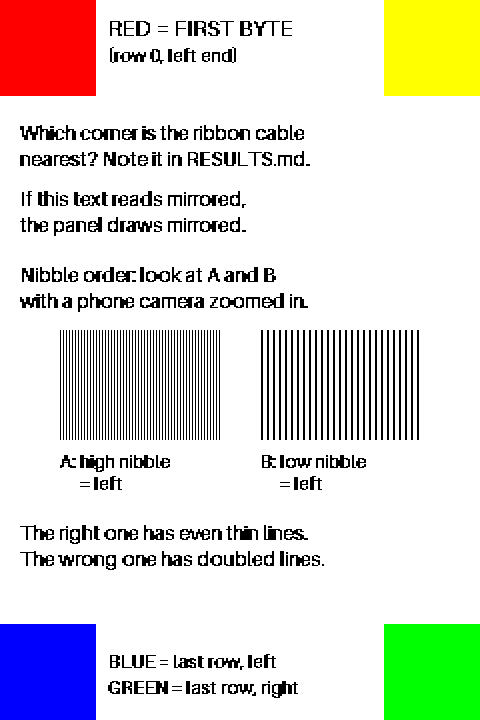 RED = FIRST BYTE
(row 0, left end)
Which corner is the ribbon cable
nearest? Note it in RESULTS.md.
If this text reads mirrored,
the panel draws mirrored.
Nibble order: look at A and B
with a phone camera zoomed in.
A: high nibble
= left
B: low nibble
= left
The right one has even thin lines.
The wrong one has doubled lines.
BLUE = last row, left
GREEN = last row, right